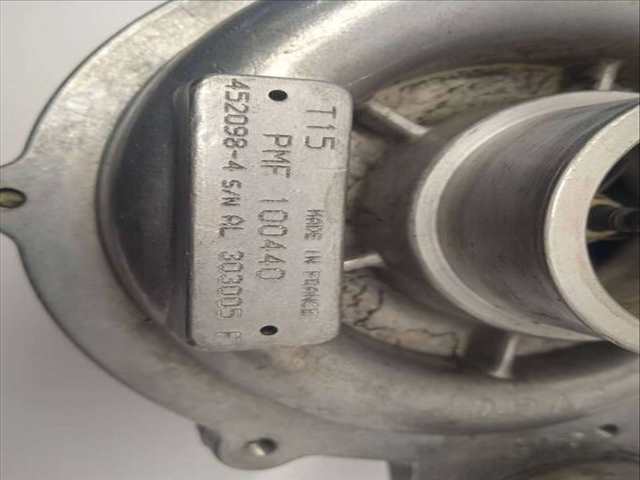 T15
MADE IN FRANCE
PMF 100440
452098-4 S/N AL 303005